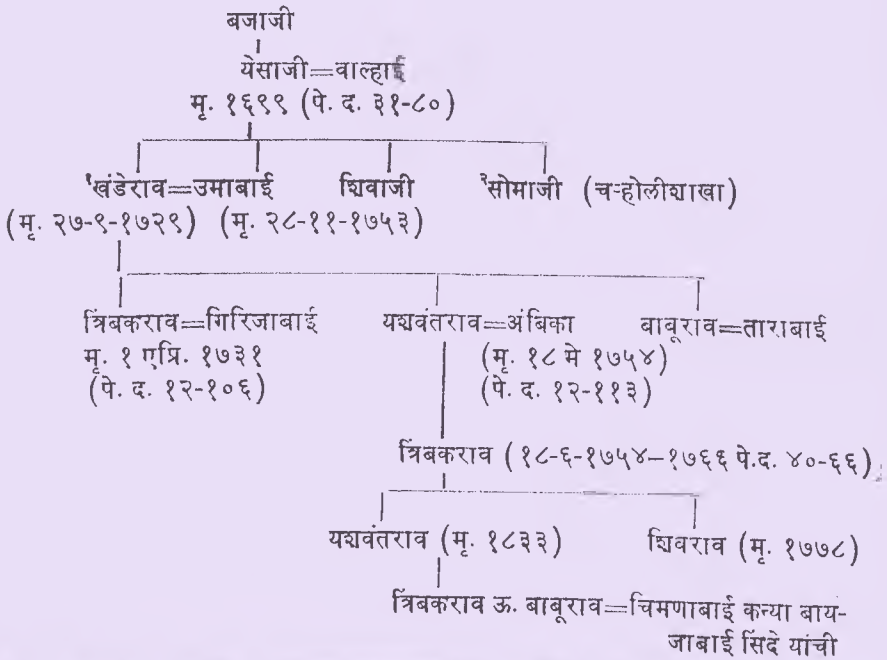 बजाजी
येसाजी=वाल्हाई
मृ. १६९९ (पे. द. ३१-८०)
१खंडेराव=उमाबाई शिवाजी २सोमाजी (चऱ्होलीशाखा)
(मृ. २७-९-१७२९) (मृ. २८-११-१७५३)
त्रिंबकराव=गिरिजाबाई यशवंतराव=अंबिका बाबूराव=ताराबाई
मृ. १ एप्रि. १७३१ (मृ. १८ मे १७५४)
(पे. द. १२-१०६) (पे. द. १२-११३)
त्रिंबकराव (१८-६-१७५४–१७६६ पे.द. ४०-६६)
यशवंतराव (मृ. १८३३) शिवराव (मृ. १७७८)
त्रिंबकराव ऊ. बाबूराव=चिमणाबाई कन्या बाय-
जाबाई सिंदे यांची